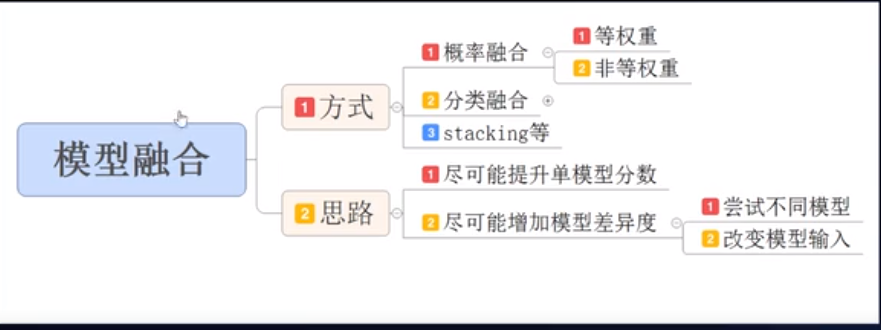 模型融合
1 方式
1 概率融合
1 等权重
2 非等权重
2 分类融合
3 stacking等
2 思路
1 尽可能提升单模型分数
2 尽可能增加模型差异度
1 尝试不同模型
2 改变模型输入